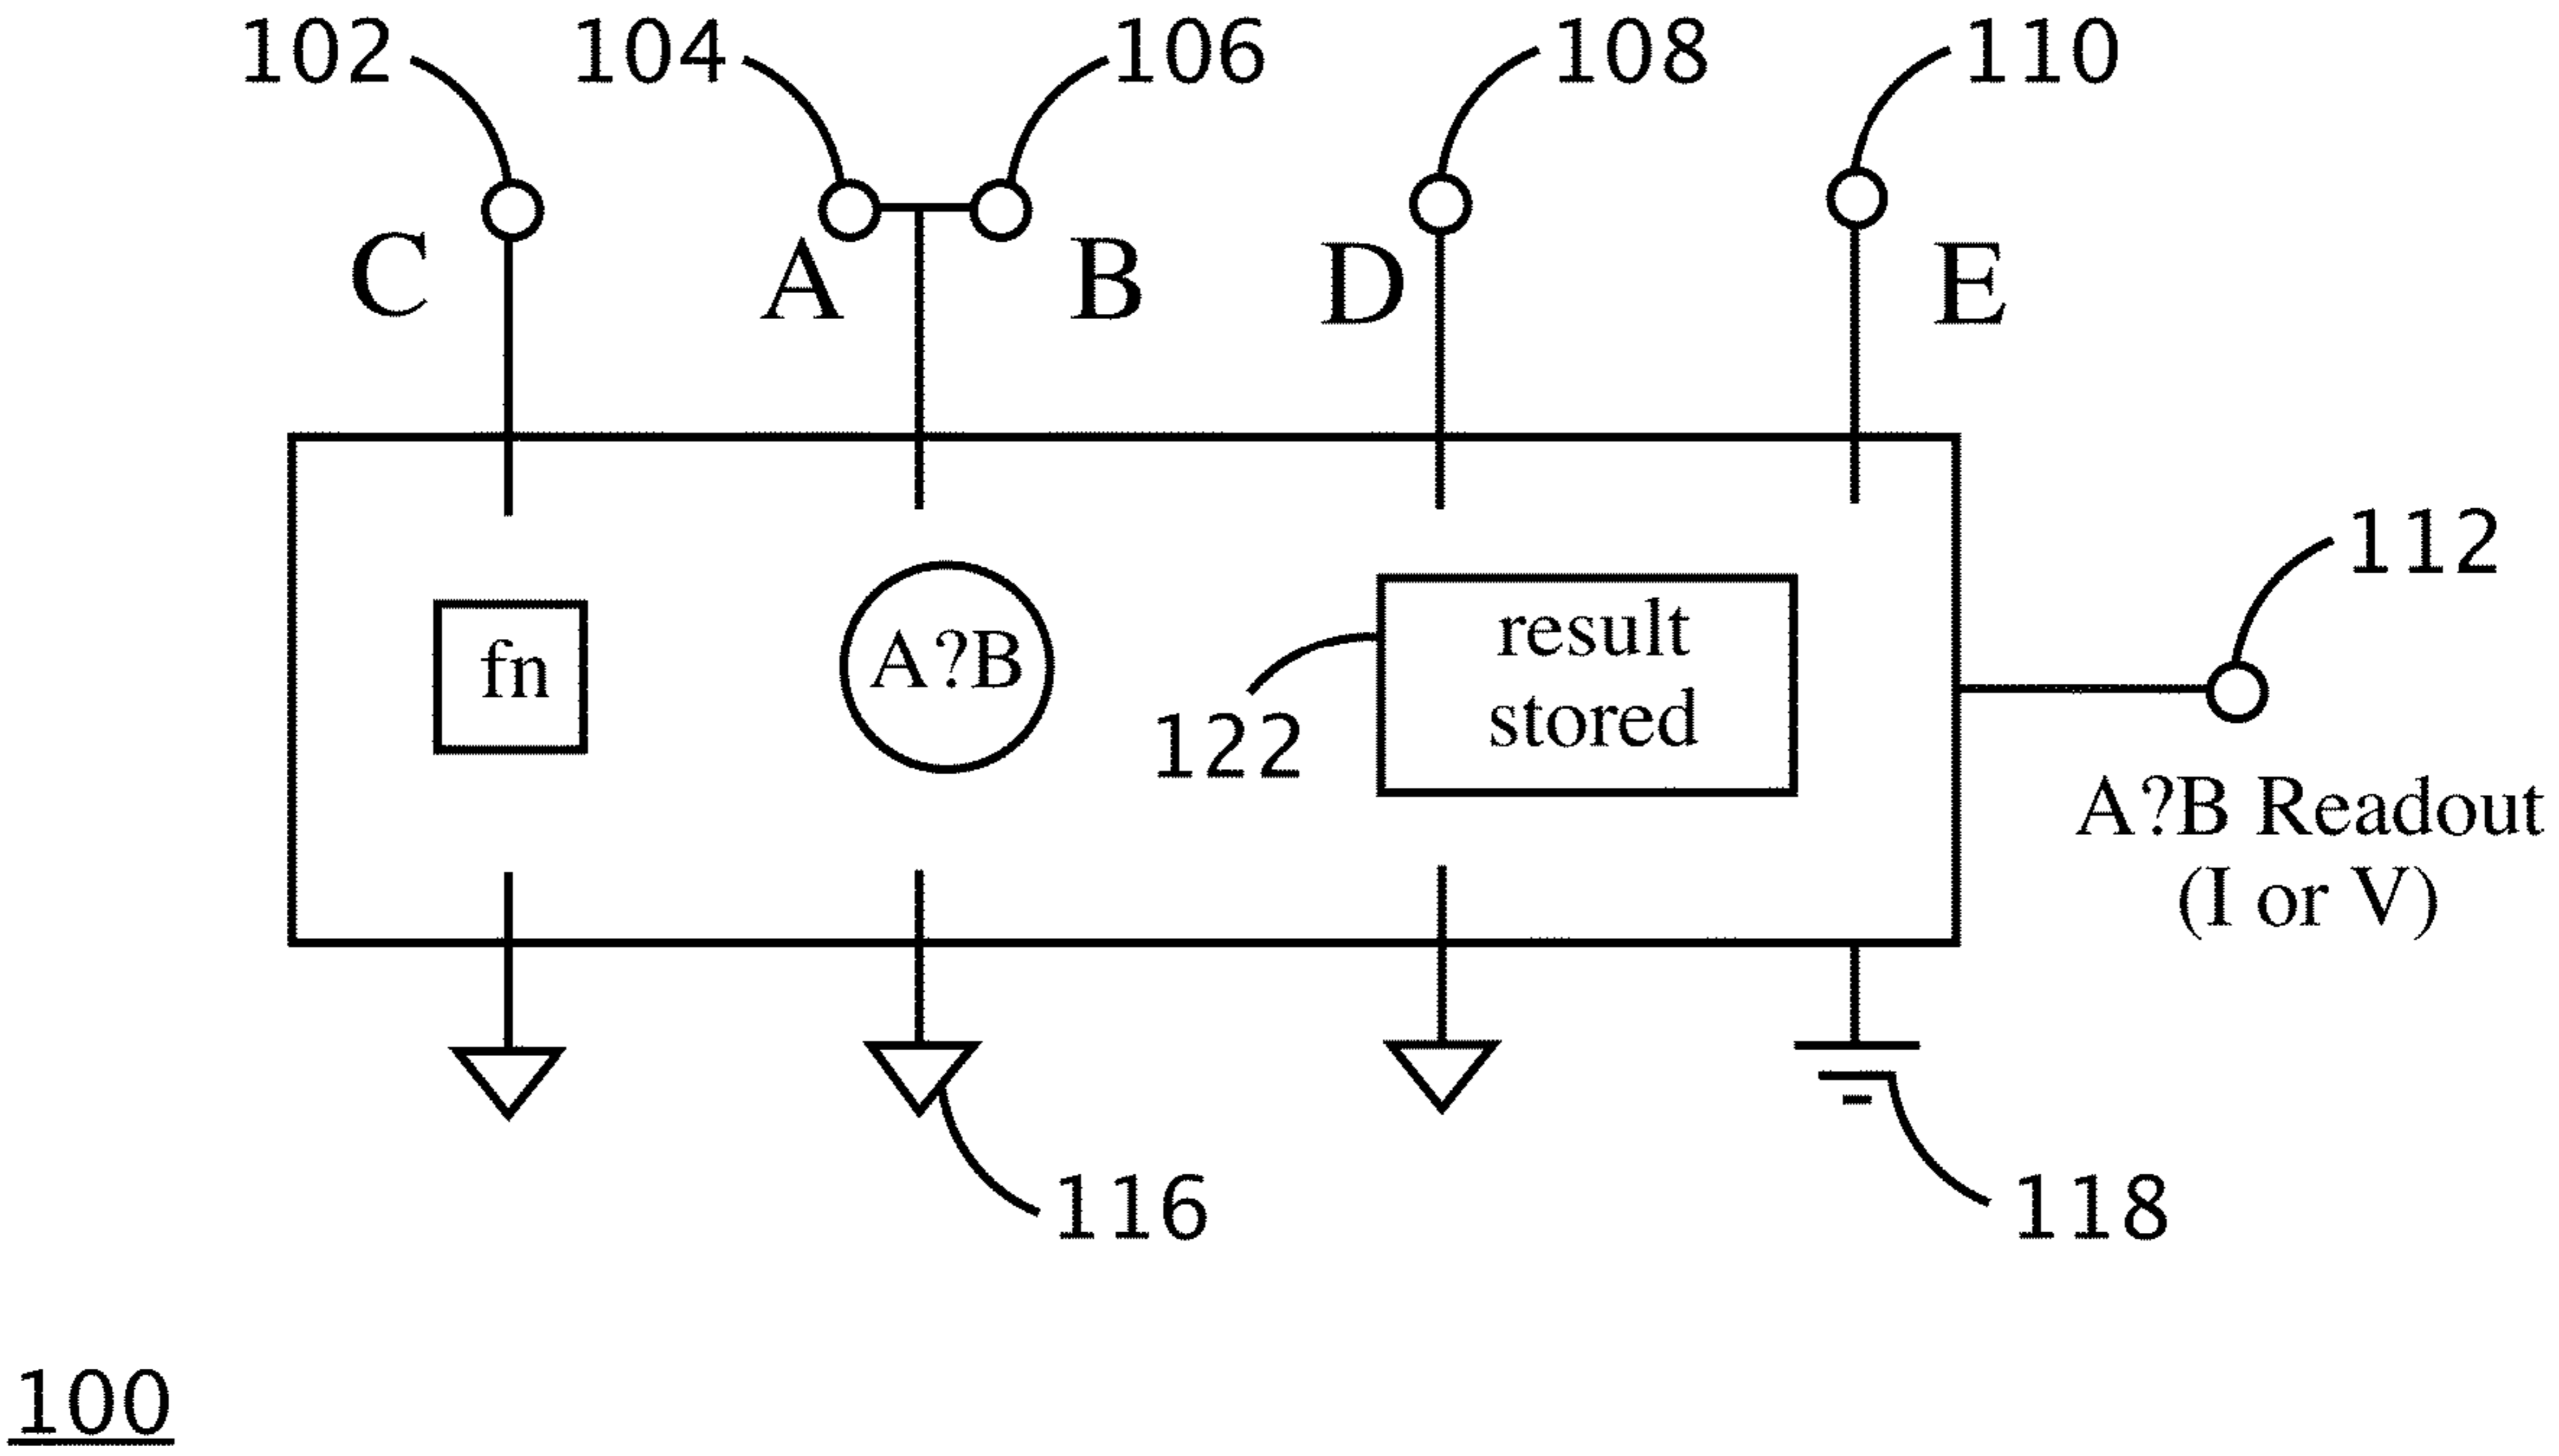 102 104 106 108 110
C A B D E
112
fn A?B result
stored
122
A?B Readout
(I or V)
116 118
100